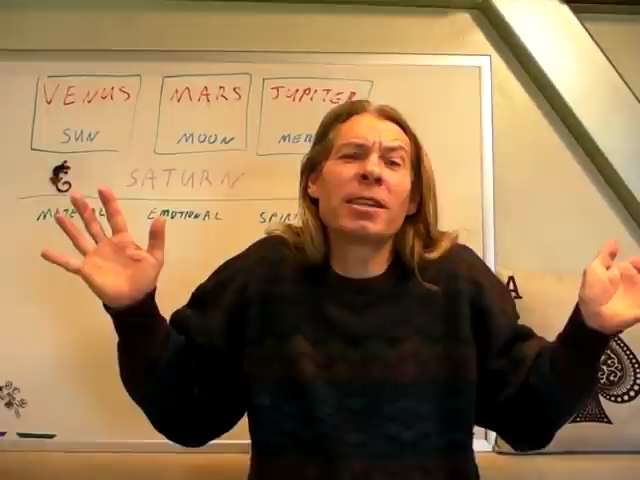 VENUS MARS JUPITER
SUN MOON
SATURN
EMOTIONAL
A